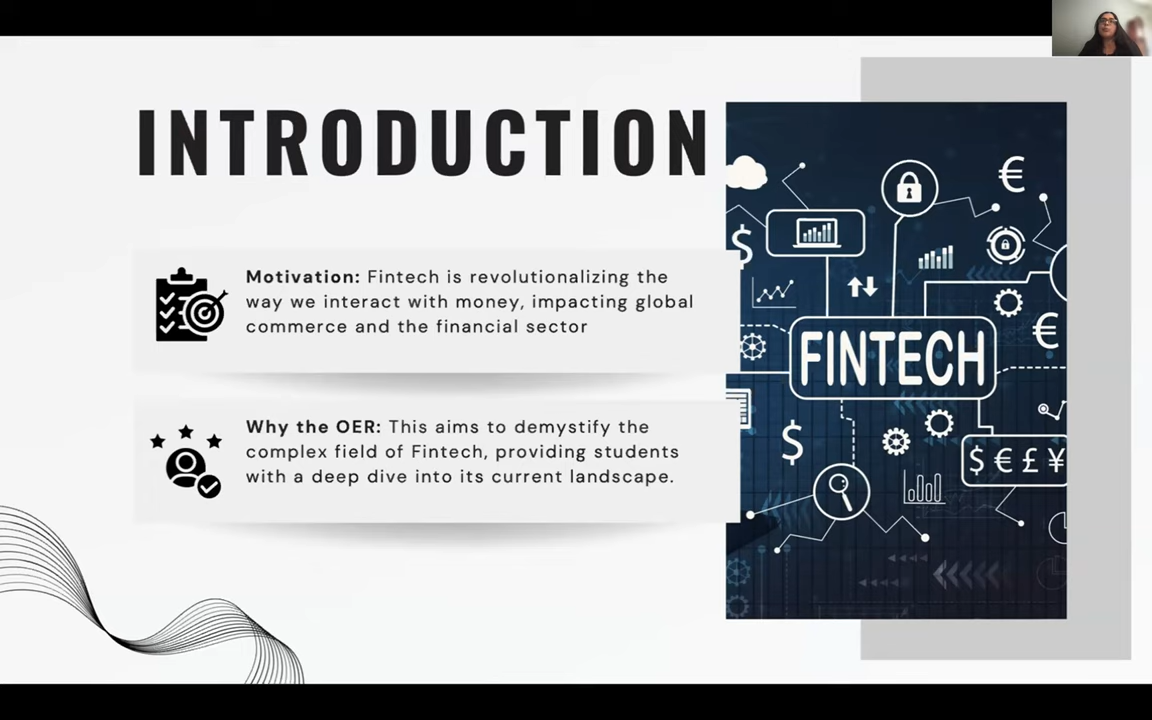 INTRODUCTION
Motivation: Fintech is revolutionalizing the
way we interact with money, impacting global
commerce and the financial sector
Why the OER: This aims to demystify the
complex field of Fintech, providing students
with a deep dive into its current landscape.
€
$
€
FINTECH
$
$ € £ ¥